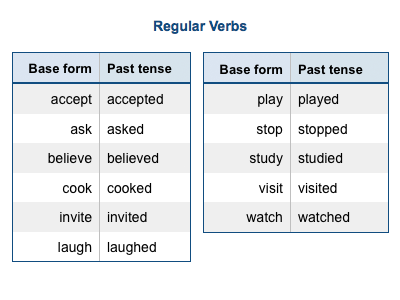 Regular Verbs
Base form Past tense
accept accepted
ask asked
believe believed
cook cooked
invite invited
laugh laughed
Base form Past tense
play played
stop stopped
study studied
visit visited
watch watched